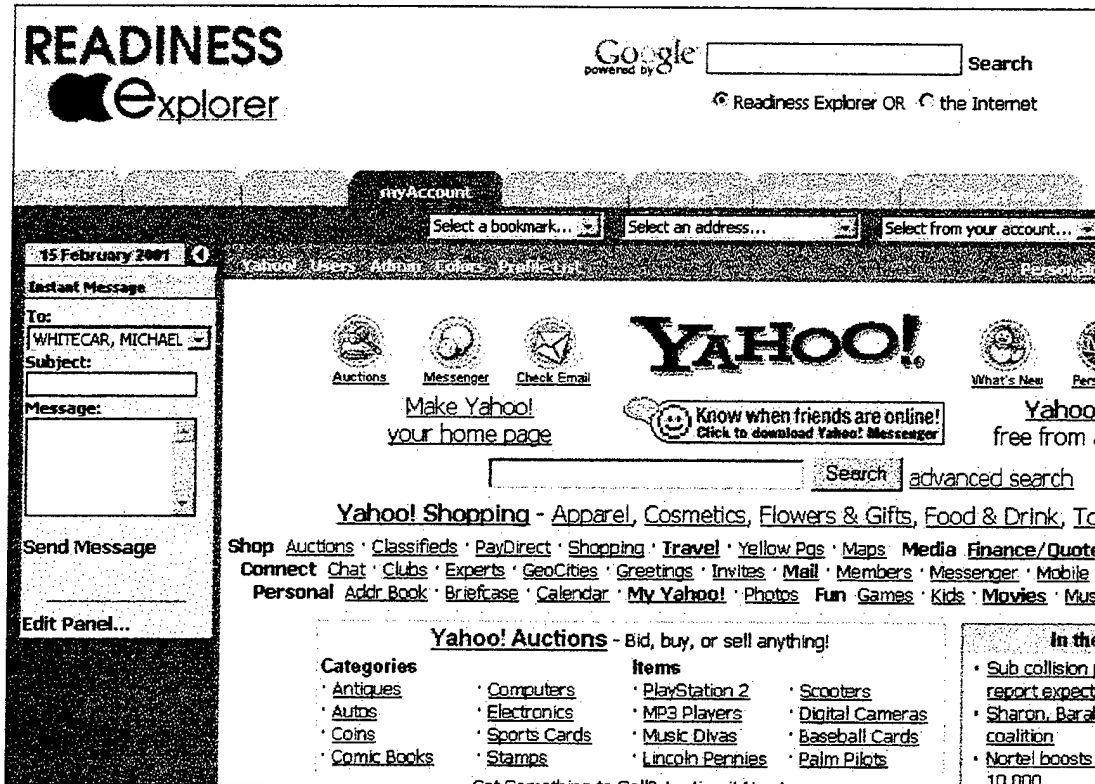 READINESS
explorer
Google
powered by
Search
Readiness Explorer OR the Internet
myAccount
Select a bookmark... Select an address... Select from your account...
15 February 2001
Yahoo! Users Admin Colors Profile List
Instant Message
To:
WHITECAR, MICHAEL
Subject:
Message:
Send Message
Edit Panel...
Auctions Messenger Check Email
YAHOO!
What's New
Make Yahoo!
your home page
Know when friends are online!
Click to download Yahoo! Messenger
Yahoo
free from
Search advanced search
Yahoo! Shopping - Apparel, Cosmetics, Flowers & Gifts, Food & Drink, To
Shop Auctions · Classifieds · PayDirect · Shopping · Travel · Yellow Pgs · Maps Media Finance/Quote
Connect Chat · Clubs · Experts · GeoCities · Greetings · Invites · Mail · Members · Messenger · Mobile
Personal Addr Book · Briefcase · Calendar · My Yahoo! · Photos Fun Games · Kids · Movies · Mus
Yahoo! Auctions - Bid, buy, or sell anything!
Categories Items
· Antiques · Computers · PlayStation 2 · Scooters
· Autos · Electronics · MP3 Players · Digital Cameras
· Coins · Sports Cards · Music Divas · Baseball Cards
· Comic Books · Stamps · Lincoln Pennies · Palm Pilots
In the
· Sub collision
report expect
· Sharon, Barak
coalition
· Nortel boosts
10,000